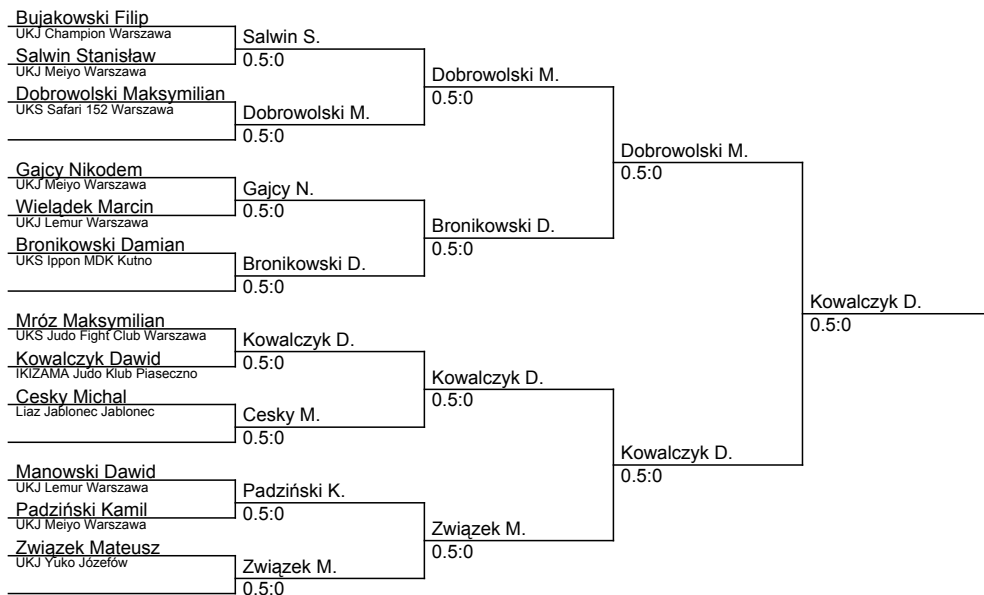 Bujakowski Filip
UKJ Champion Warszawa
Salwin S.
0.5:0
Salwin Stanisław
UKJ Meiyo Warszawa
Dobrowolski M.
0.5:0
Dobrowolski Maksymilian
UKS Safari 152 Warszawa
Dobrowolski M.
0.5:0
Dobrowolski M.
0.5:0
Gajcy Nikodem
UKJ Meiyo Warszawa
Gajcy N.
0.5:0
Wielądek Marcin
UKJ Lemur Warszawa
Bronikowski D.
0.5:0
Bronikowski Damian
UKS Ippon MDK Kutno
Bronikowski D.
0.5:0
Kowalczyk D.
0.5:0
Mróz Maksymilian
UKS Judo Fight Club Warszawa
Kowalczyk D.
0.5:0
Kowalczyk Dawid
IKIZAMA Judo Klub Piaseczno
Kowalczyk D.
0.5:0
Cesky Michal
Liaz Jablonec Jablonec
Cesky M.
0.5:0
Kowalczyk D.
0.5:0
Manowski Dawid
UKJ Lemur Warszawa
Padziński K.
0.5:0
Padziński Kamil
UKJ Meiyo Warszawa
Związek M.
0.5:0
Związek Mateusz
UKJ Yuko Józefów
Związek M.
0.5:0